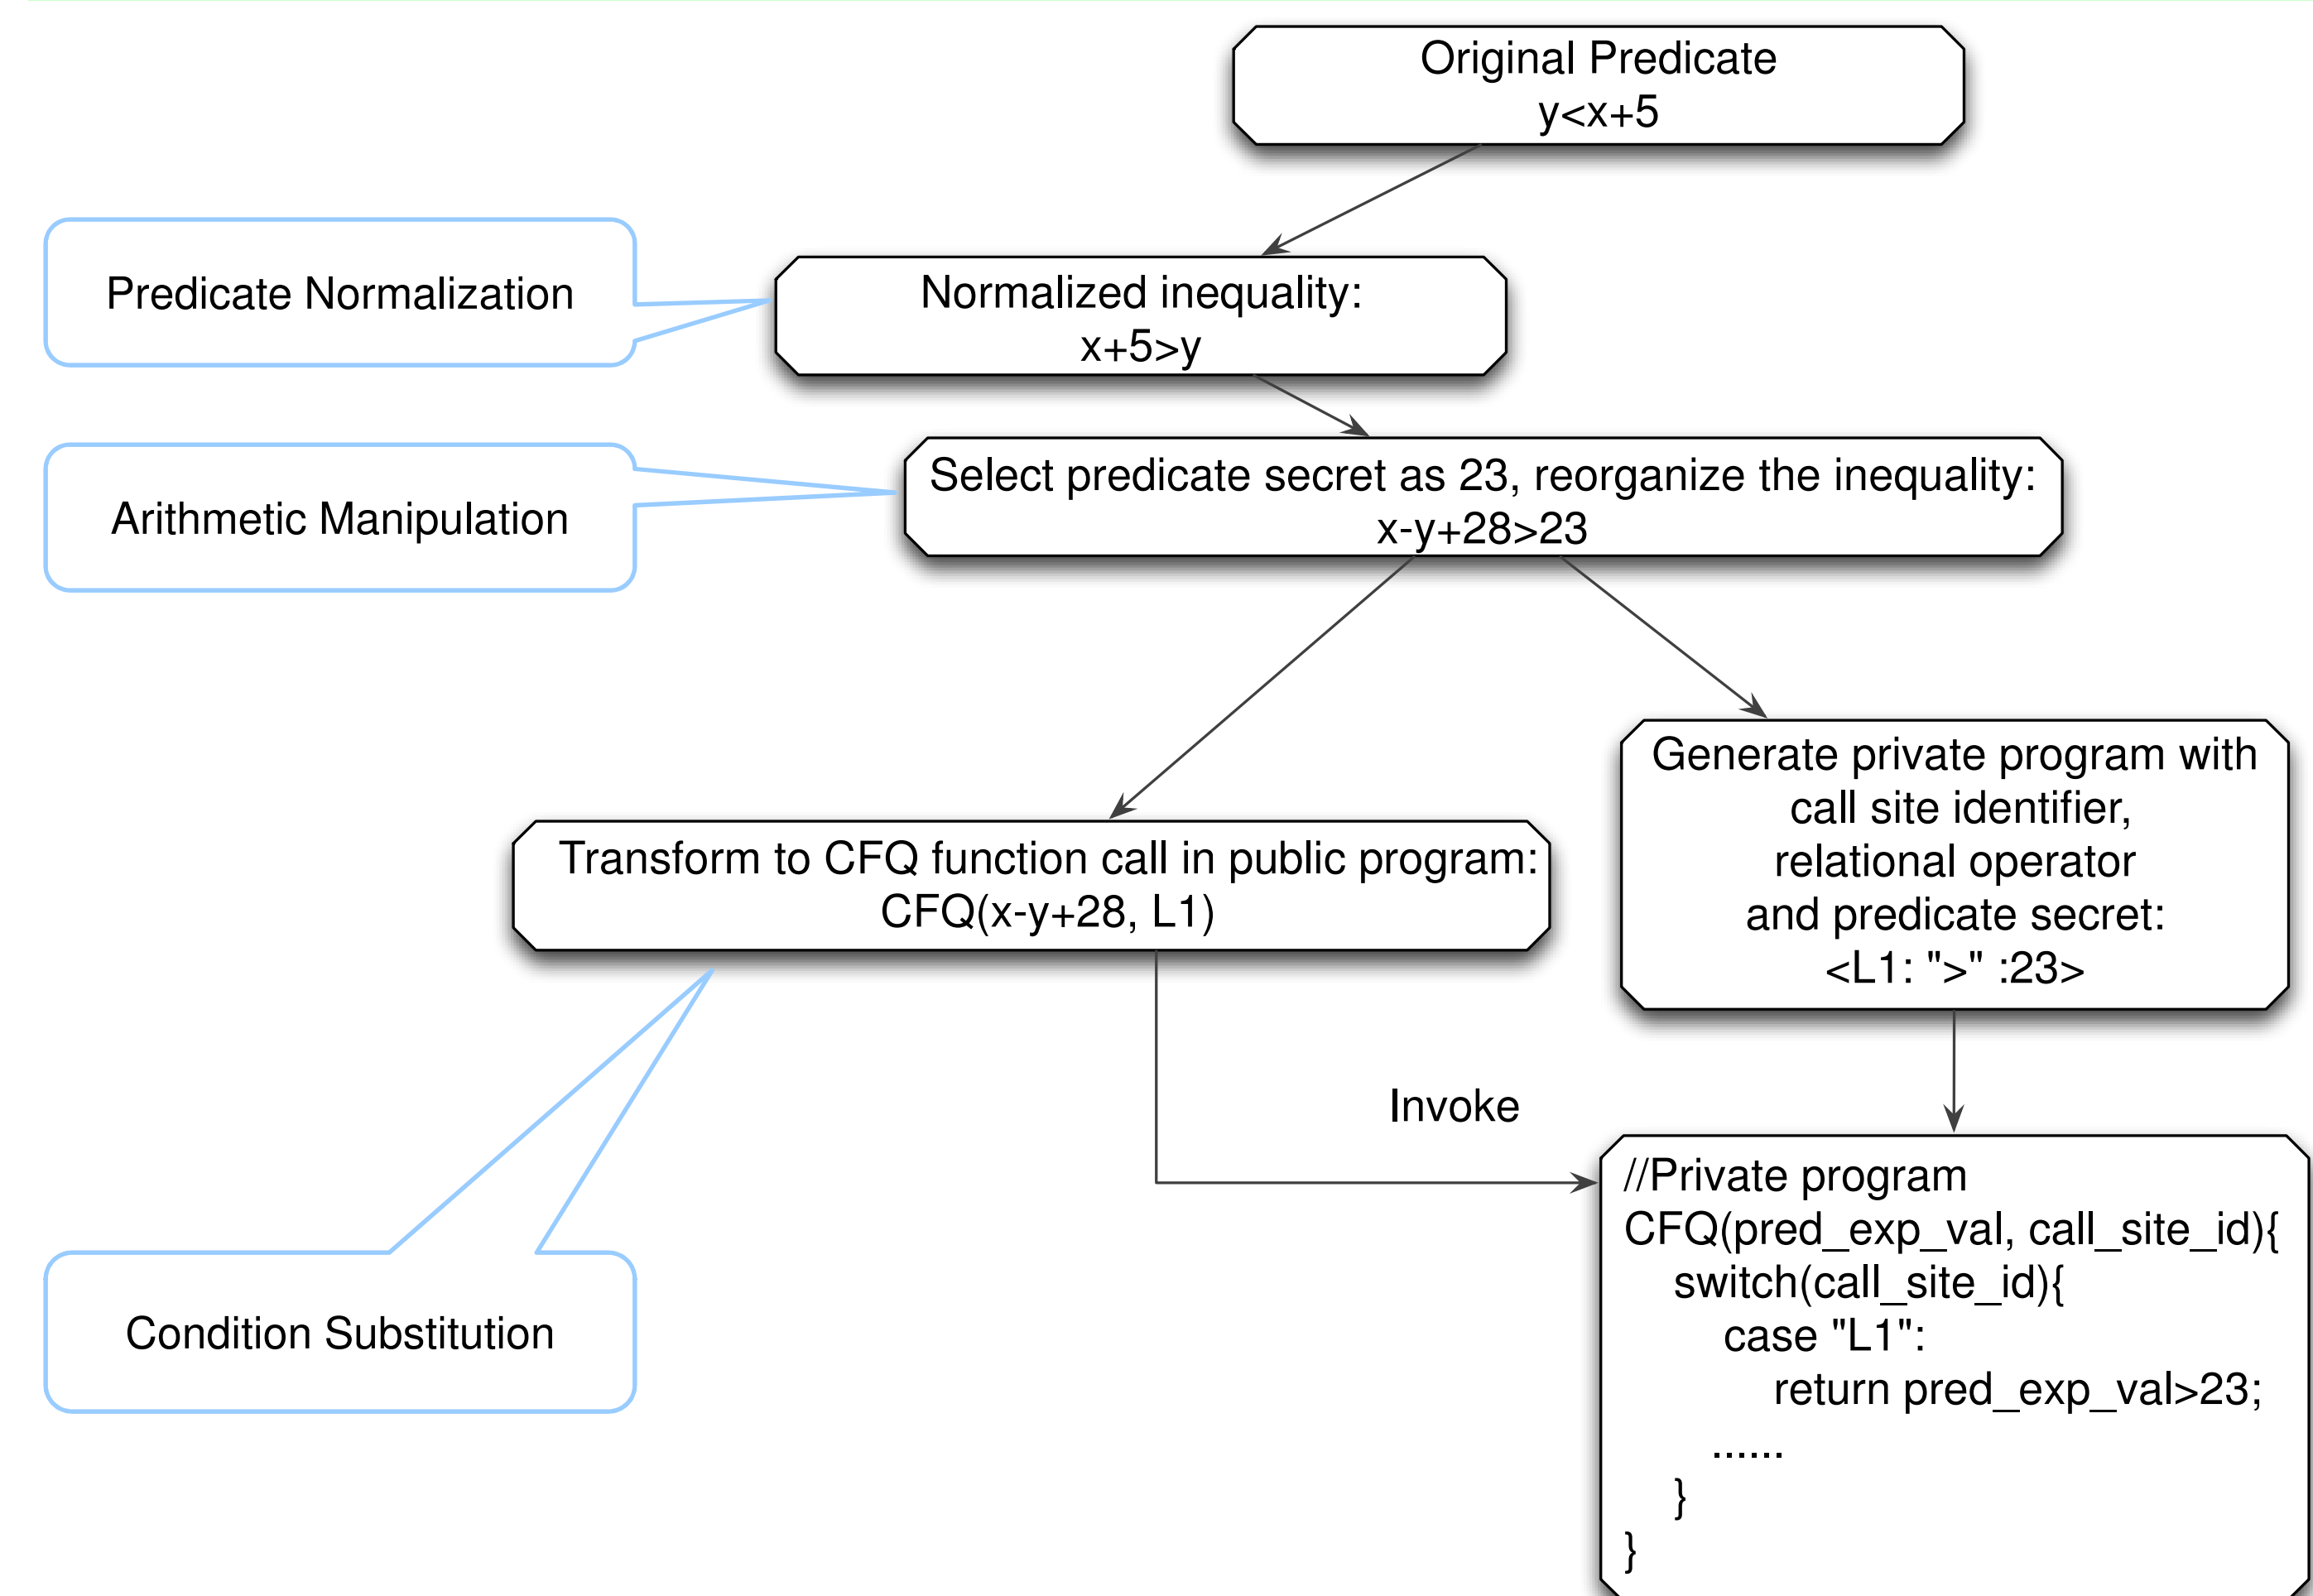 Original Predicate
y<x+5
Predicate Normalization
Normalized inequality:
x+5>y
Arithmetic Manipulation
Select predicate secret as 23, reorganize the inequality:
x-y+28>23
Generate private program with
call site identifier,
relational operator
and predicate secret:
<L1: ">" :23>
Transform to CFQ function call in public program:
CFQ(x-y+28, L1)
Invoke
Condition Substitution
//Private program
CFQ(pred_exp_val, call_site_id){
switch(call_site_id){
case "L1":
return pred_exp_val>23;
......
}
}